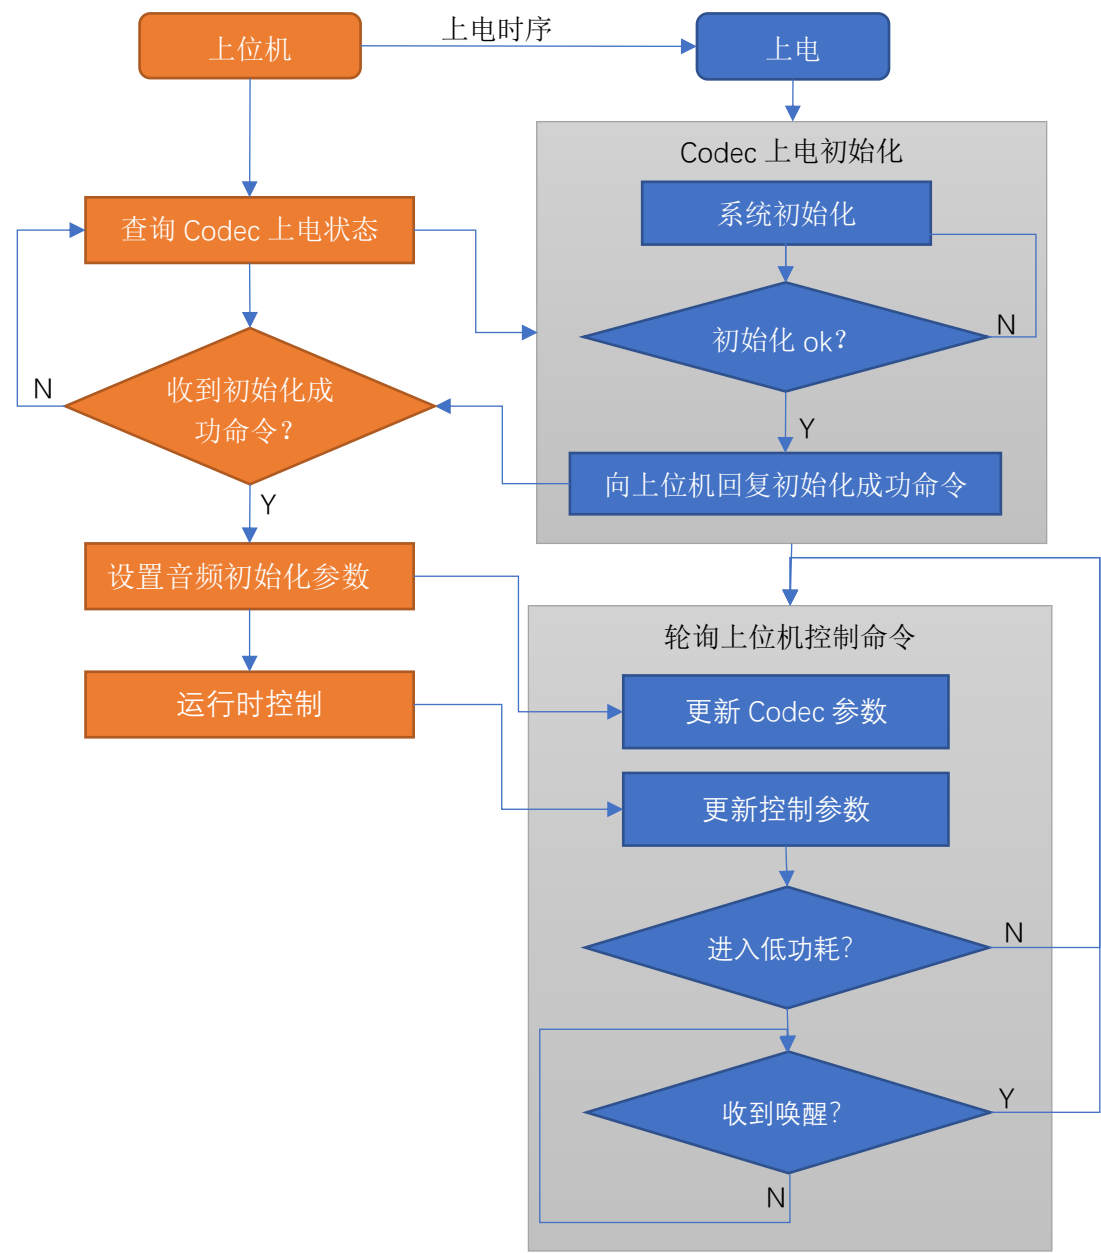 上位机
上电时序
上电
Codec 上电初始化
系统初始化
查询 Codec 上电状态
初始化 ok？
N
收到初始化成
功命令？
N
Y
向上位机回复初始化成功命令
Y
设置音频初始化参数
轮询上位机控制命令
运行时控制
更新 Codec 参数
更新控制参数
进入低功耗？
N
收到唤醒？
Y
N